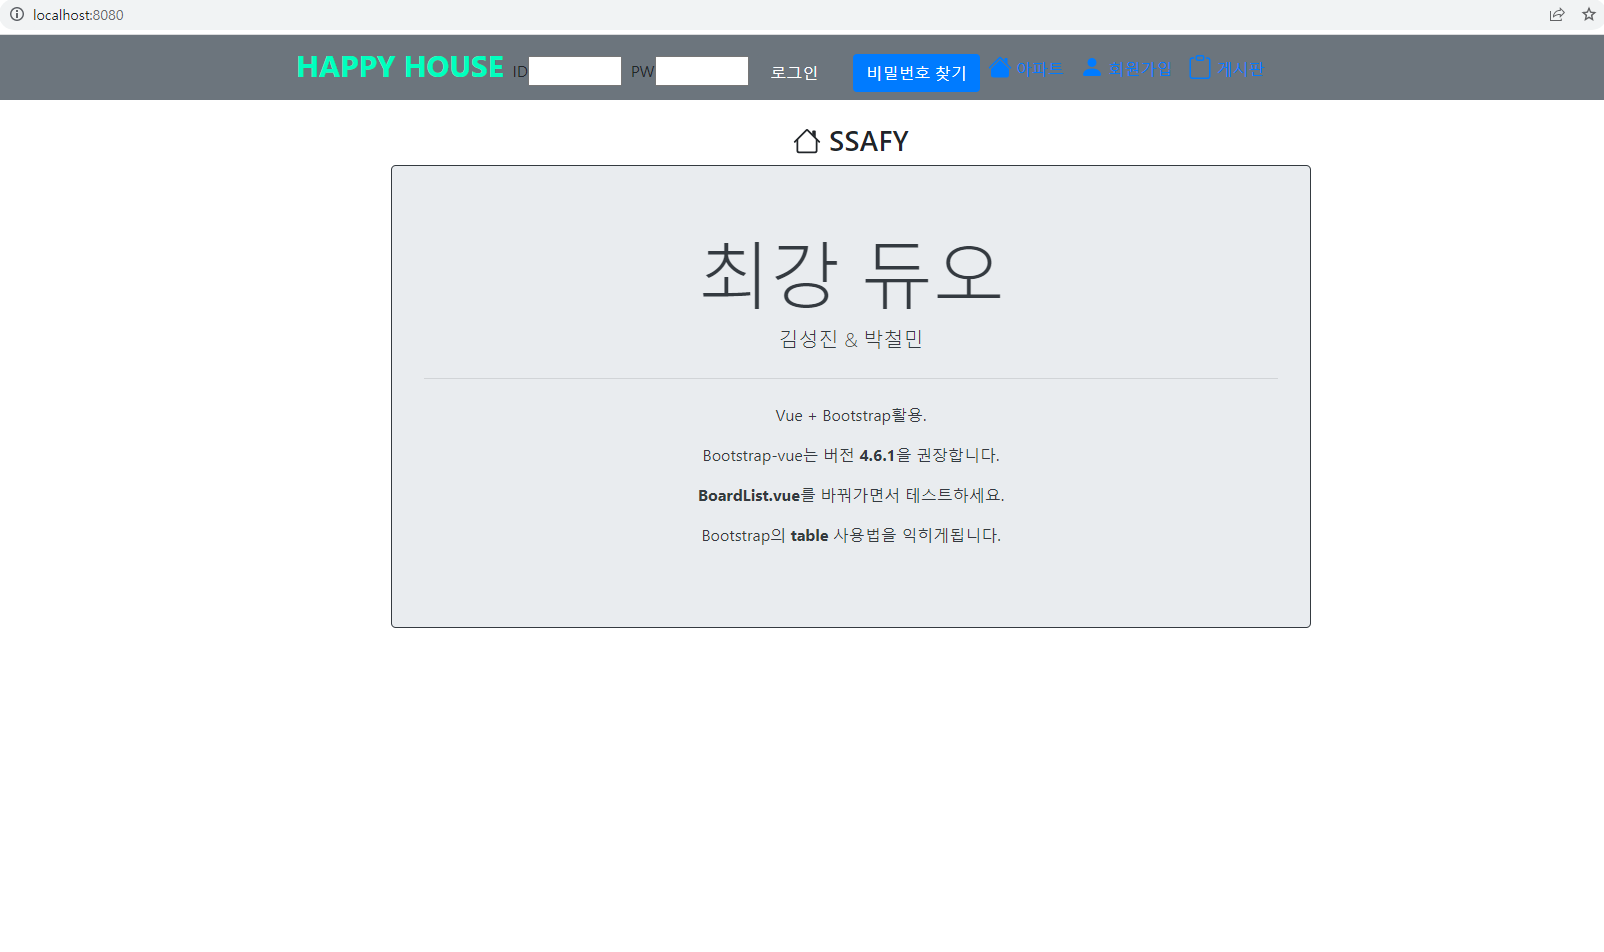 localhost:8080
HAPPY HOUSE ID PW 로그인 비밀번호 찾기 아파트 회원가입 게시판
SSAFY
최강 듀오
김성진 & 박철민
Vue + Bootstrap활용.
Bootstrap-vue는 버전 4.6.1을 권장합니다.
BoardList.vue를 바꿔가면서 테스트하세요.
Bootstrap의 table 사용법을 익히게됩니다.